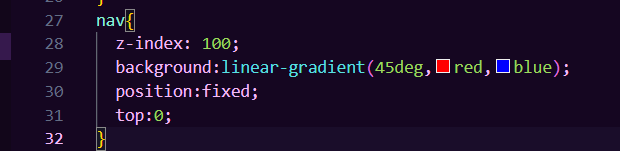 27 nav{
28 z-index: 100;
29 background:linear-gradient(45deg,red,blue);
30 position:fixed;
31 top:0;
32 }